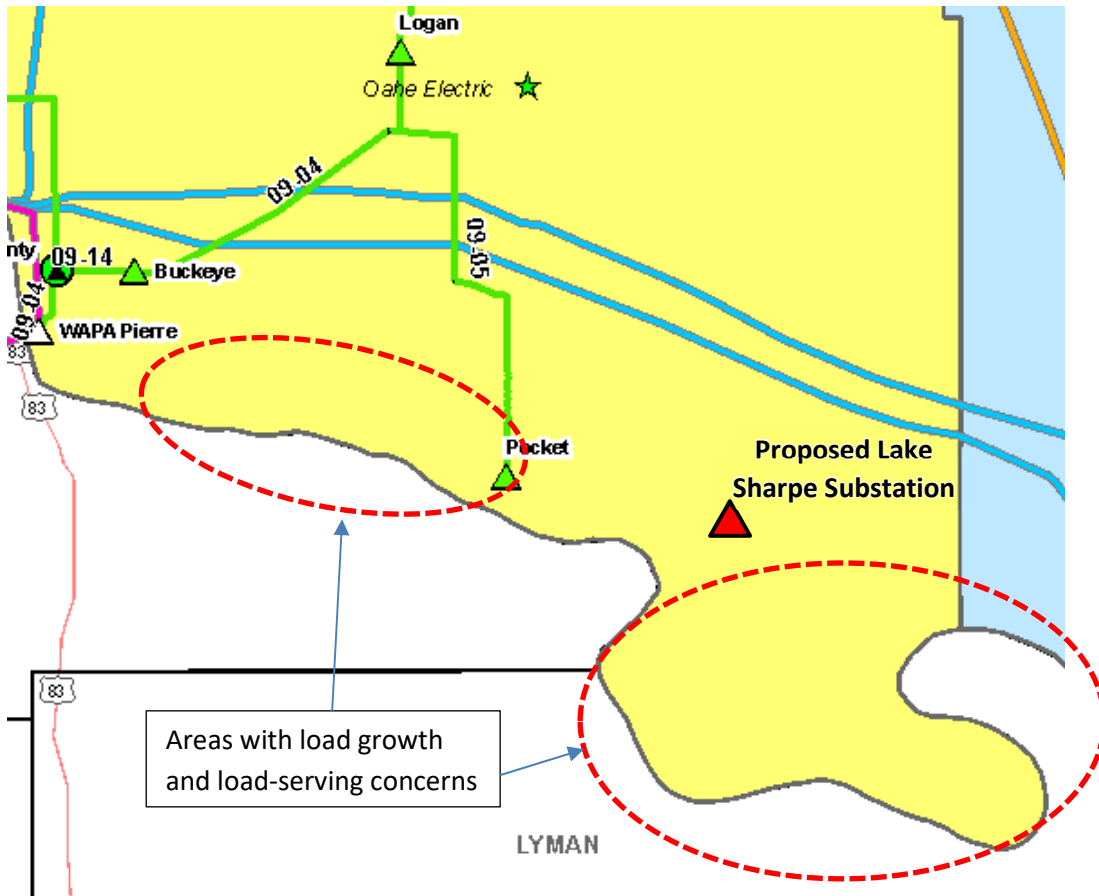 Logan
Oahe Electric
09-04
09-05
nty
09-14
Buckeye
09-04
WAPA Pierre
83
83
Pocket
Proposed Lake
Sharpe Substation
83
Areas with load growth
and load-serving concerns
LYMAN